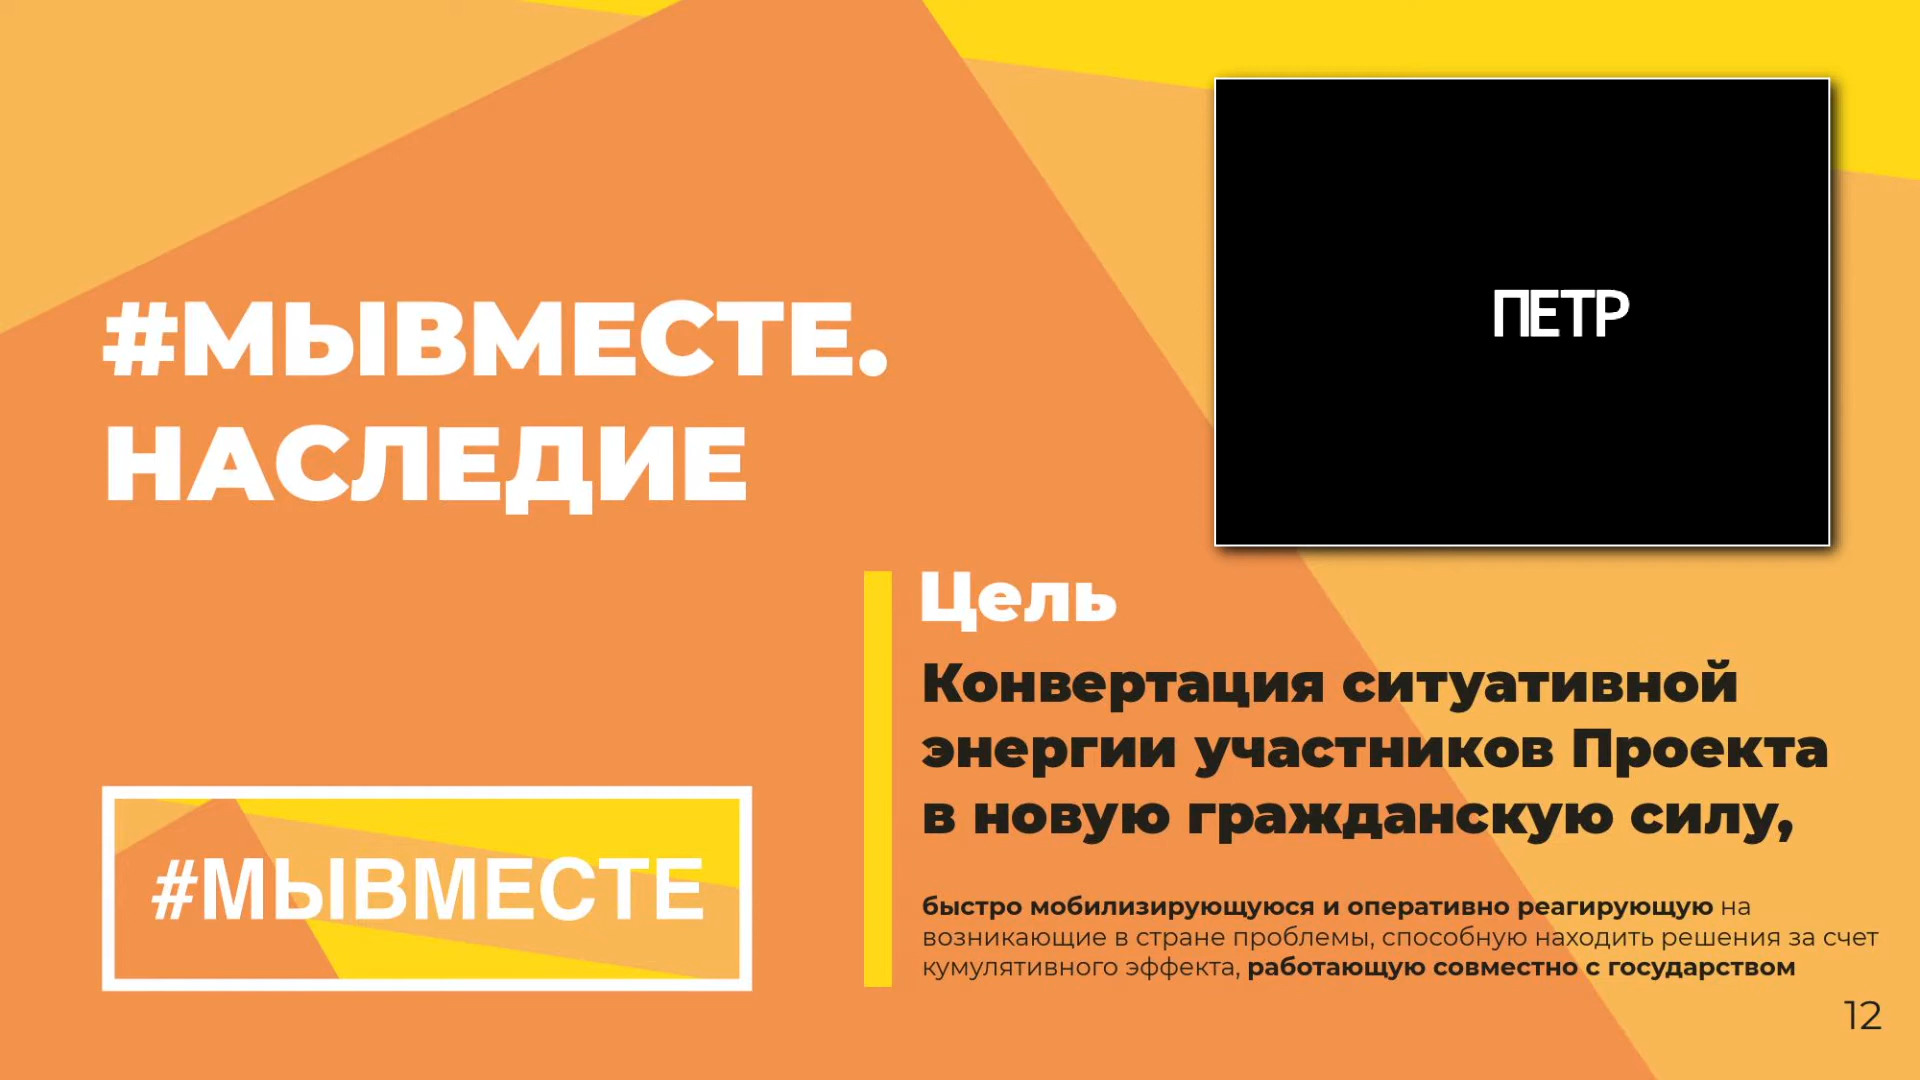 #МЫВМЕСТЕ.
НАСЛЕДИЕ
ПЕТР
Цель
Конвертация ситуативной
энергии участников Проекта
в новую гражданскую силу,
быстро мобилизирующуюся и оперативно реагирующую на
возникающие в стране проблемы, способную находить решения за счет
кумулятивного эффекта, работающую совместно с государством
#МЫВМЕСТЕ
12